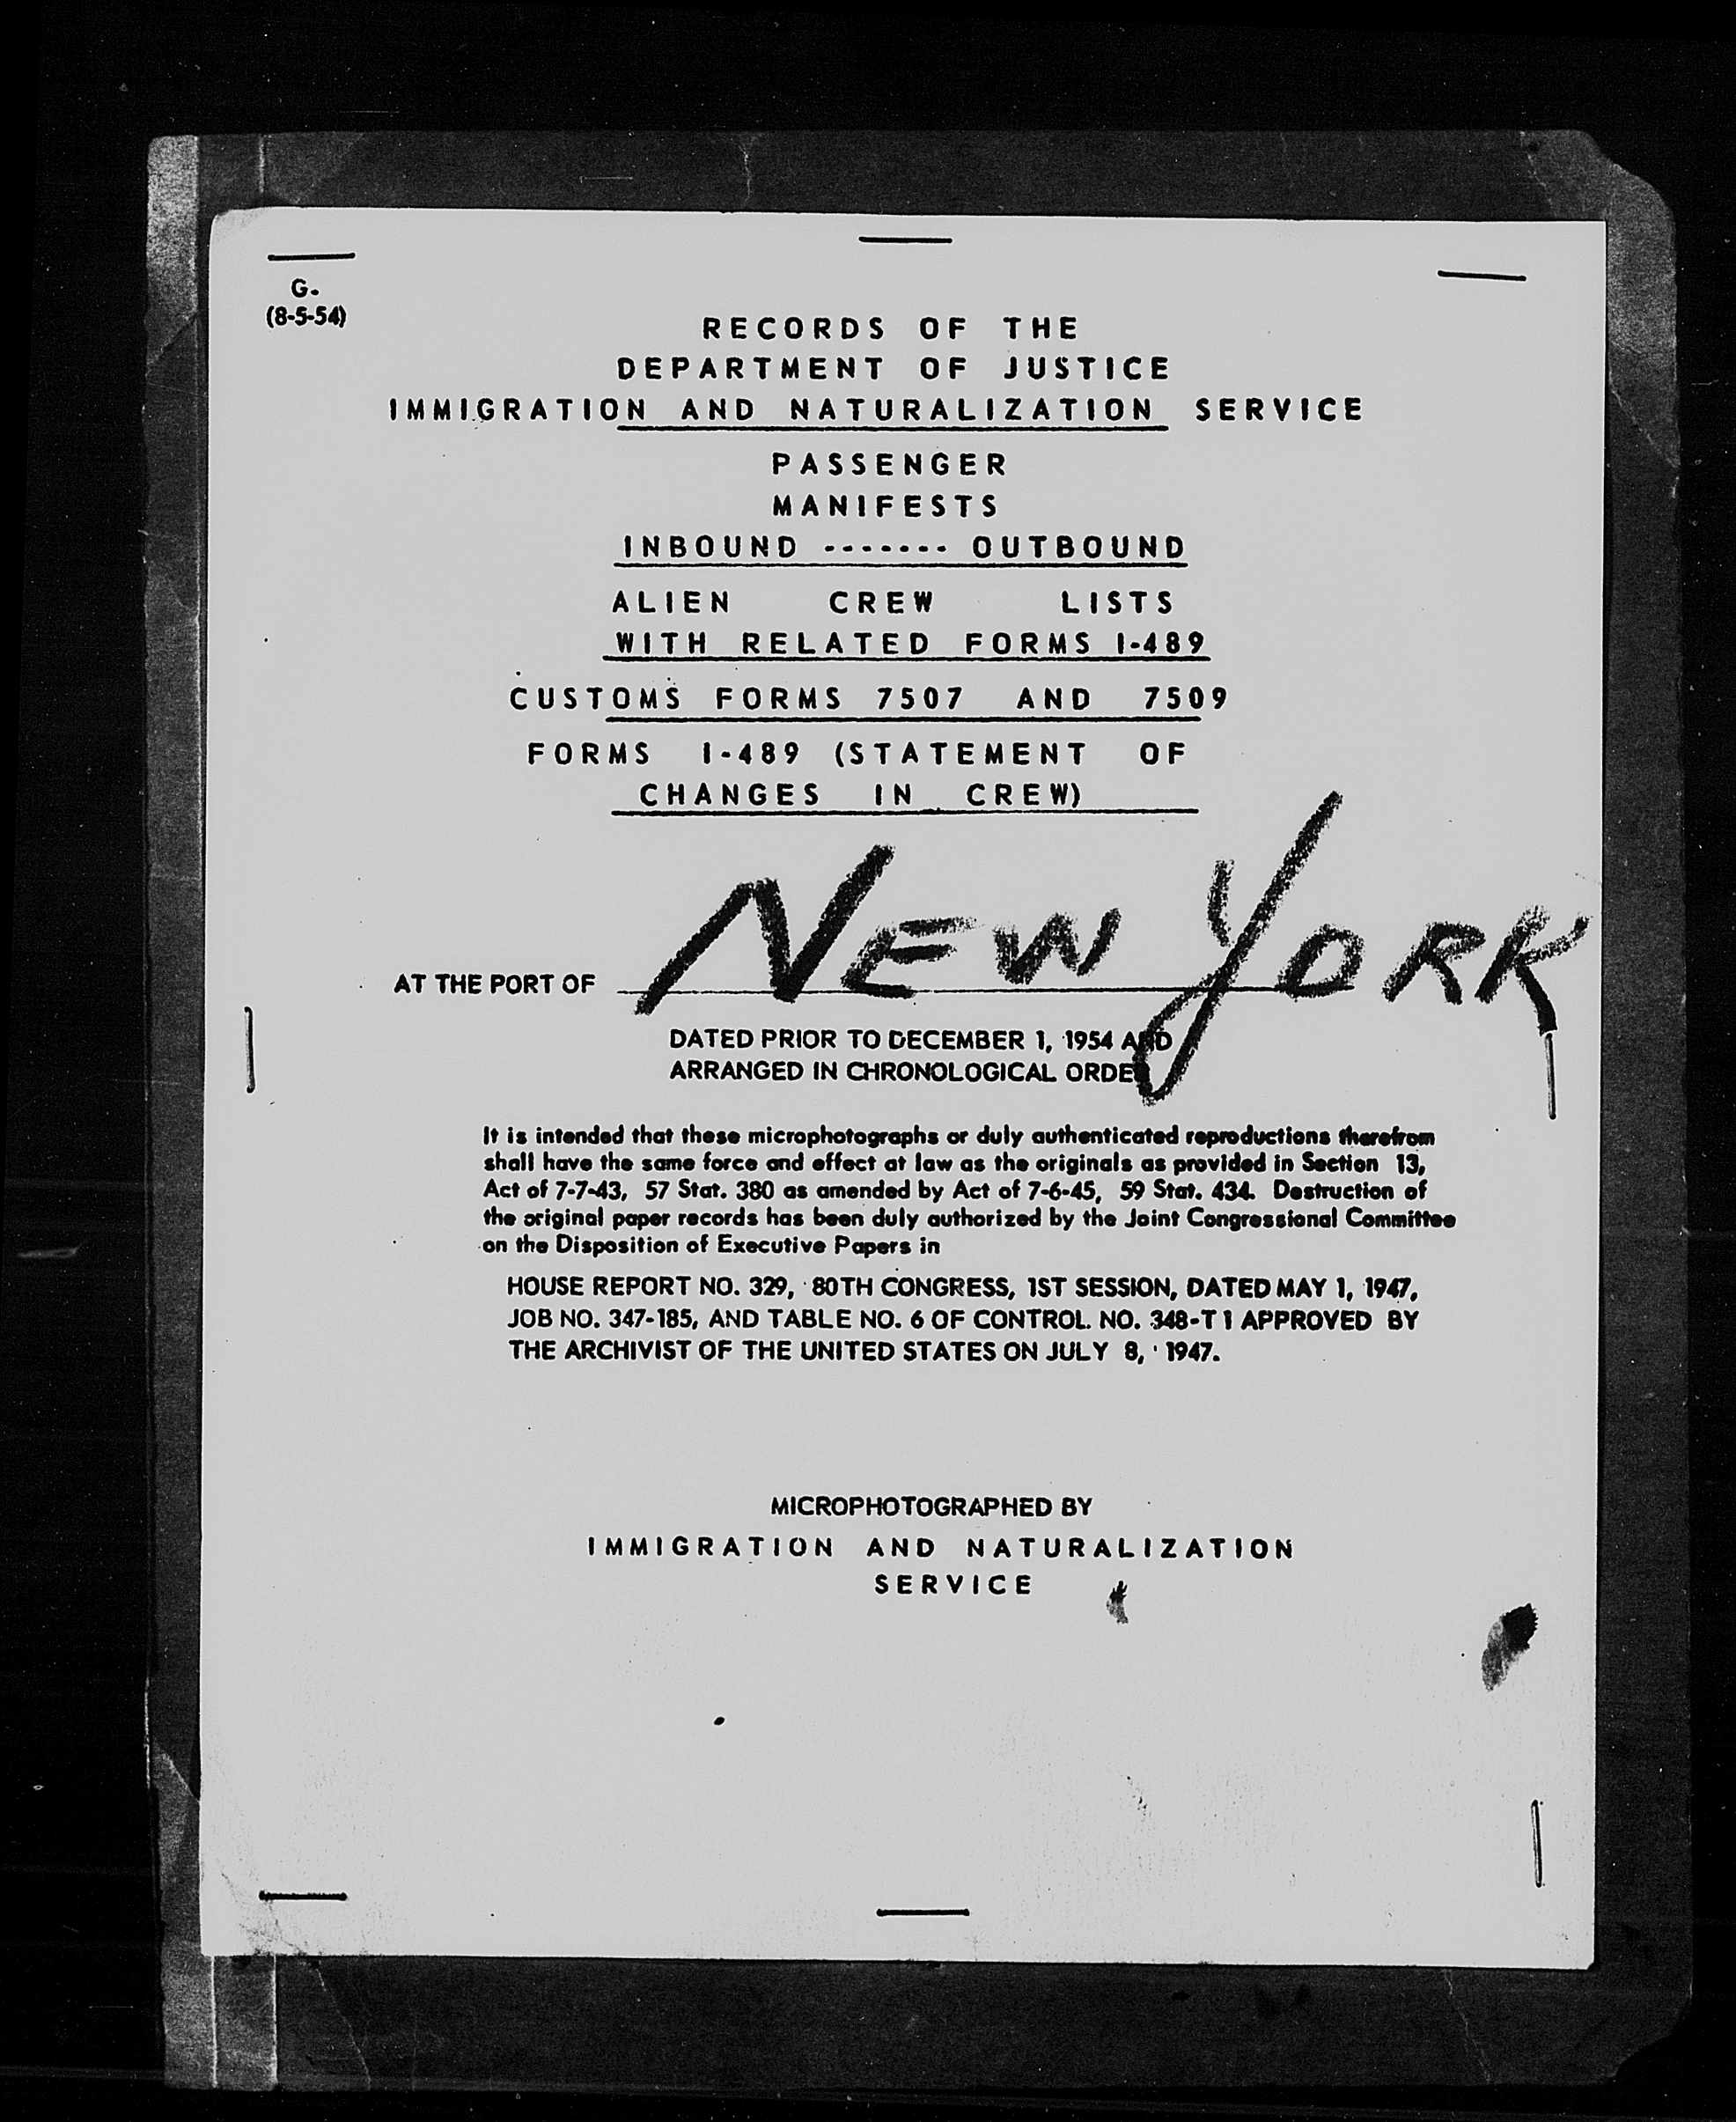 G.
(8-5-54)
RECORDS OF THE
DEPARTMENT OF JUSTICE
IMMIGRATION AND NATURALIZATION SERVICE
PASSENGER
MANIFESTS
INBOUND ------- OUTBOUND
ALIEN CREW LISTS
WITH RELATED FORMS I-489
CUSTOMS FORMS 7507 AND 7509
FORMS I-489 (STATEMENT OF
CHANGES IN CREW)
AT THE PORT OF NEW YORK
DATED PRIOR TO DECEMBER 1, 1954 AND
ARRANGED IN CHRONOLOGICAL ORDER
It is intended that these microphotographs or duly authenticated reproductions therefrom
shall have the same force and effect at law as the originals as provided in Section 13,
Act of 7-7-43, 57 Stat. 380 as amended by Act of 7-6-45, 59 Stat. 434. Destruction of
the original paper records has been duly authorized by the Joint Congressional Committee
on the Disposition of Executive Papers in
HOUSE REPORT NO. 329, 80TH CONGRESS, 1ST SESSION, DATED MAY 1, 1947,
JOB NO. 347-185, AND TABLE NO. 6 OF CONTROL NO. 348-T1 APPROVED BY
THE ARCHIVIST OF THE UNITED STATES ON JULY 8, 1947.
MICROPHOTOGRAPHED BY
IMMIGRATION AND NATURALIZATION
SERVICE